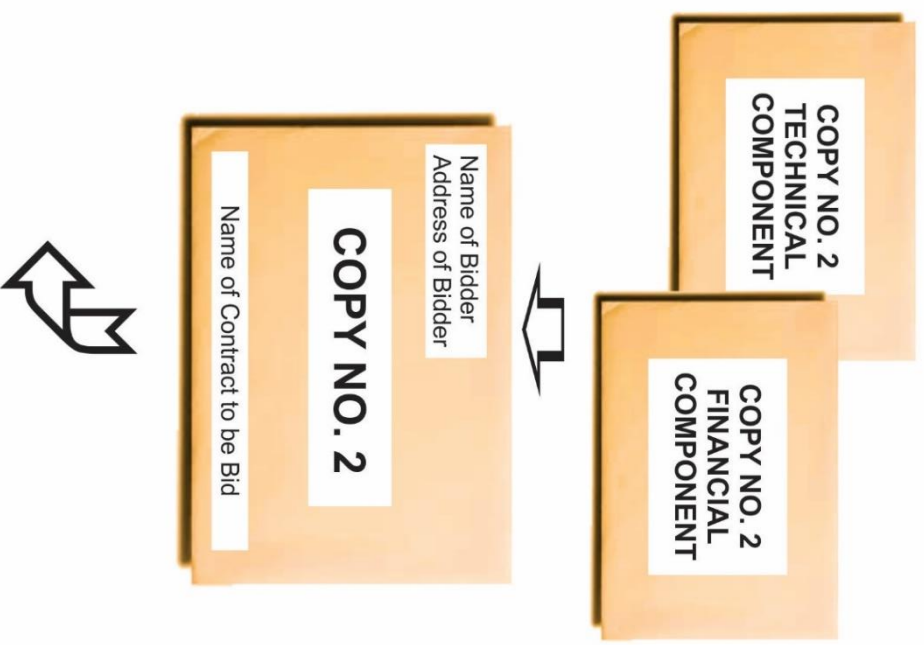 COPY NO. 2
TECHNICAL
COMPONENT
COPY NO. 2
FINANCIAL
COMPONENT
Name of Bidder
Address of Bidder
COPY NO. 2
Name of Contract to be Bid